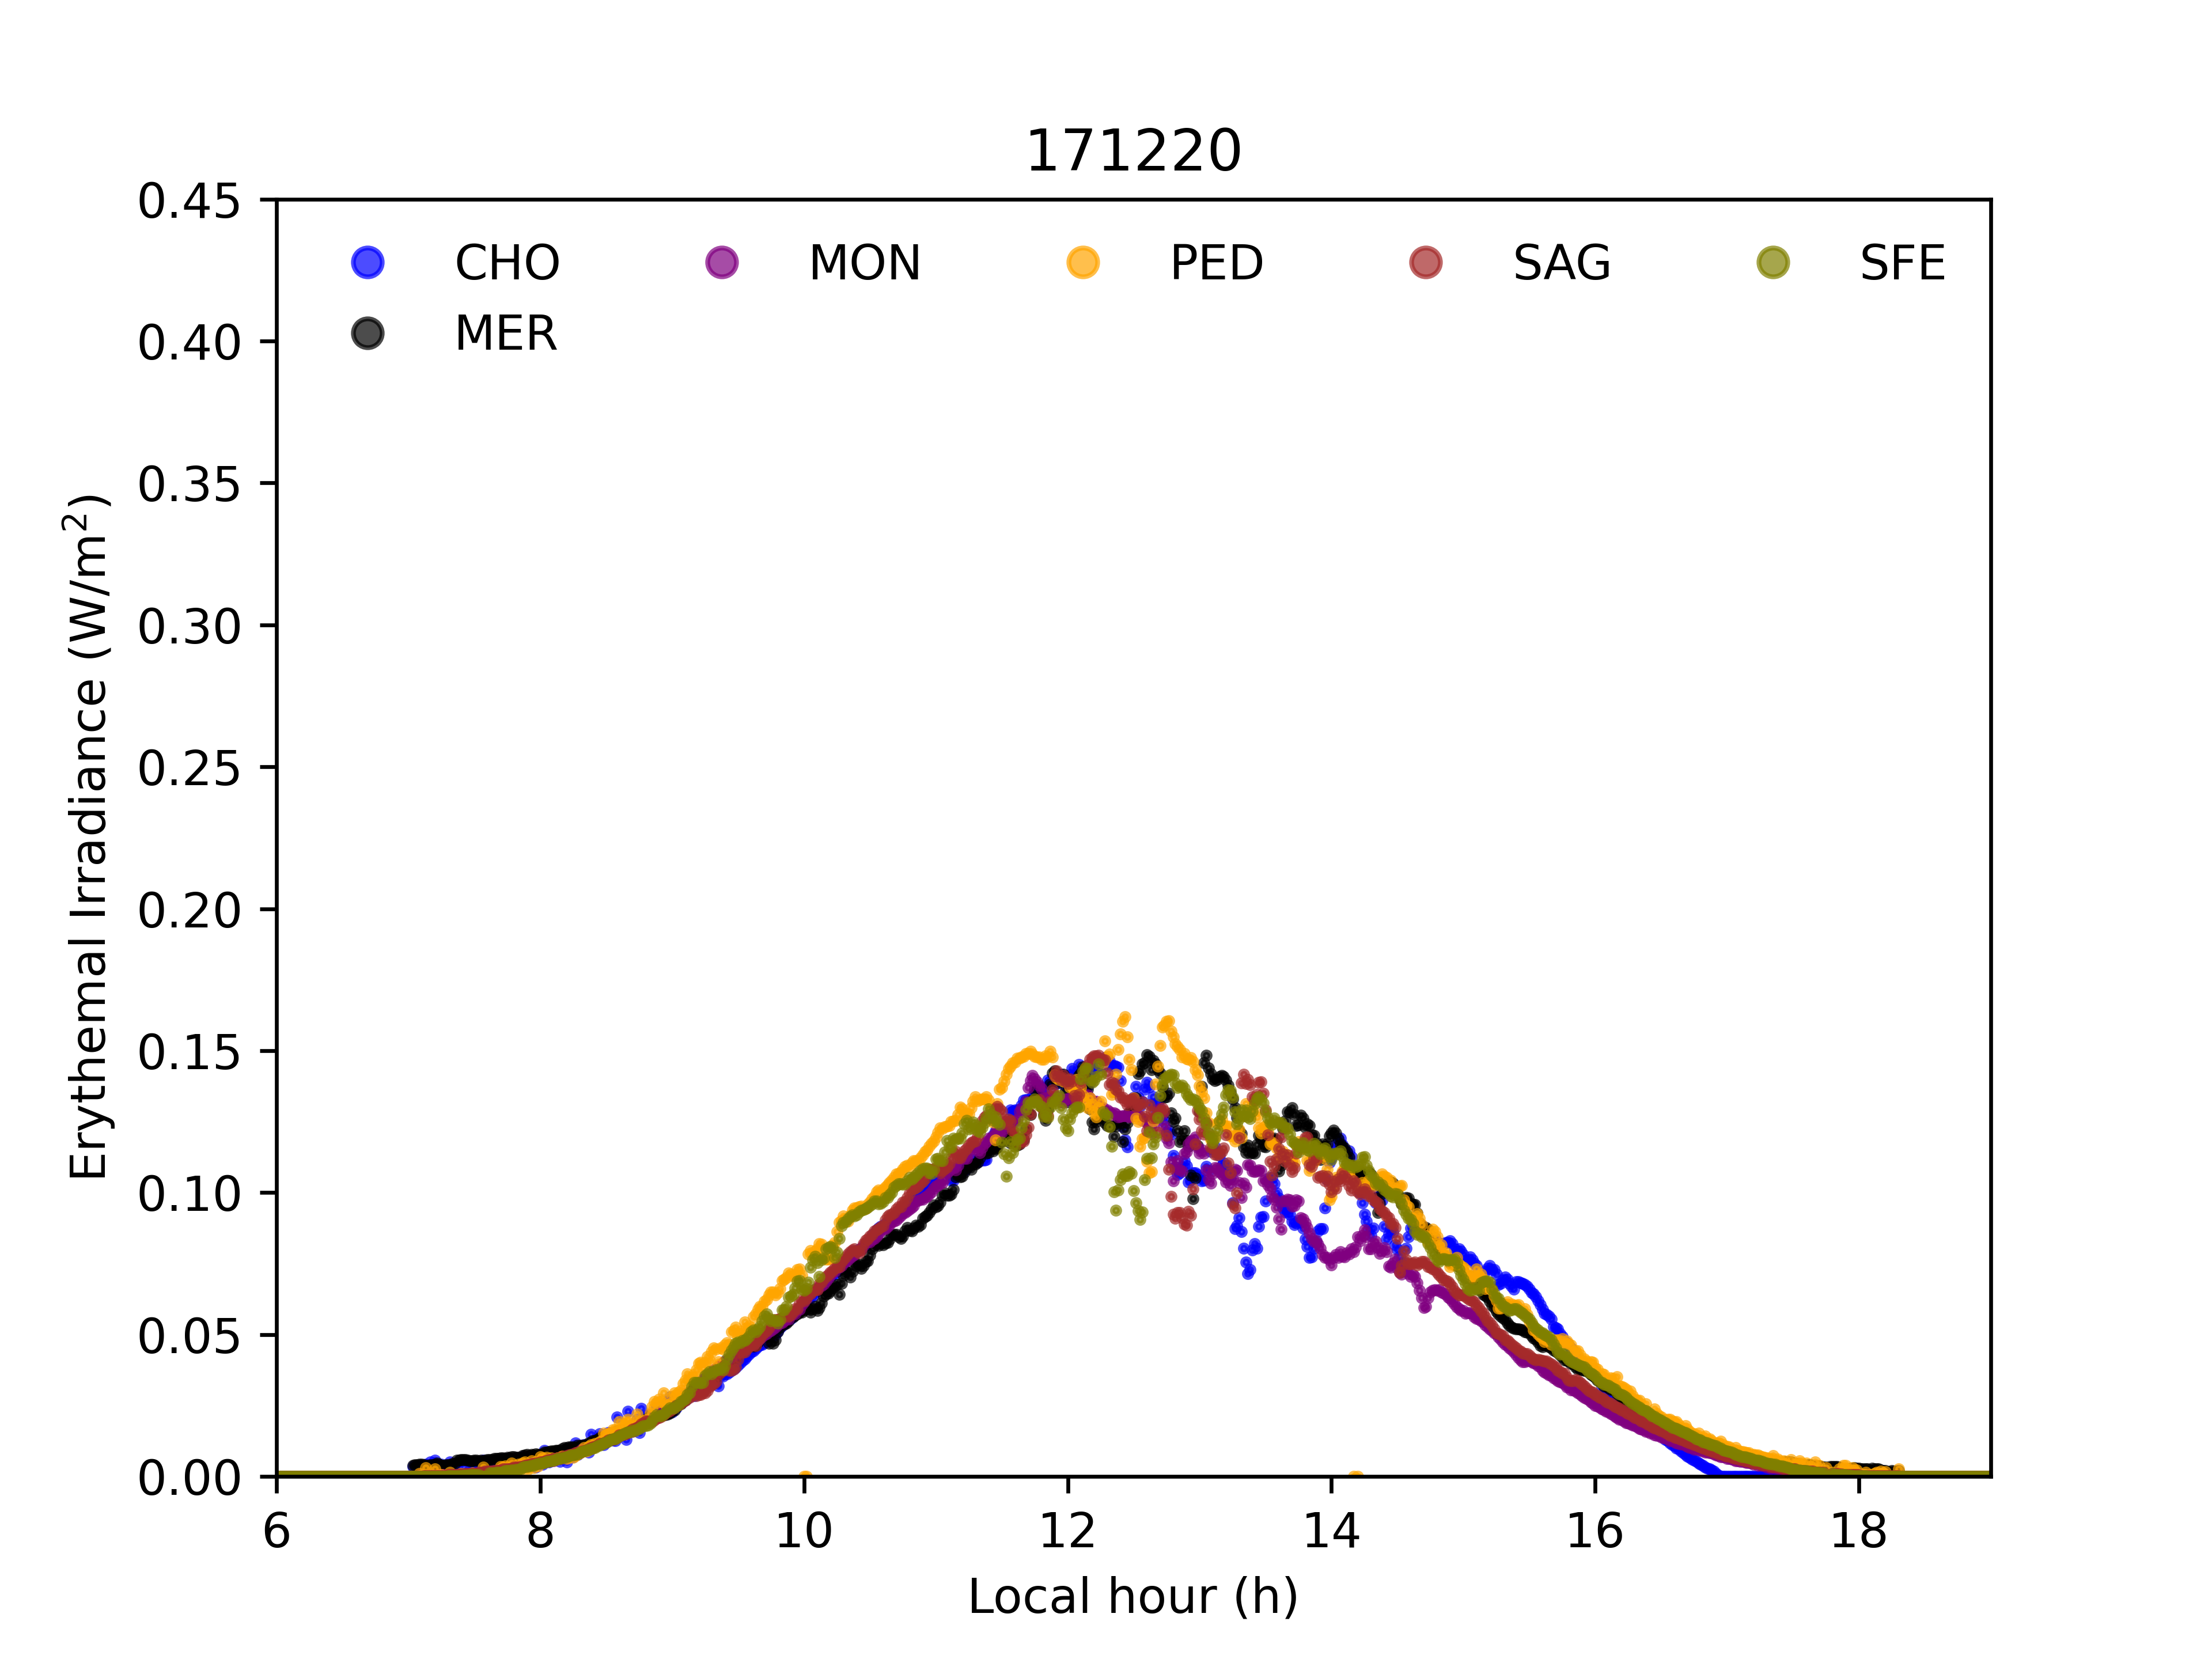 171220
0.45
0.40
0.35
0.30
0.25
0.20
0.15
0.10
0.05
0.00
Erythemal Irradiance (W/m²)
CHO MON PED SAG SFE
MER
6 8 10 12 14 16 18
Local hour (h)